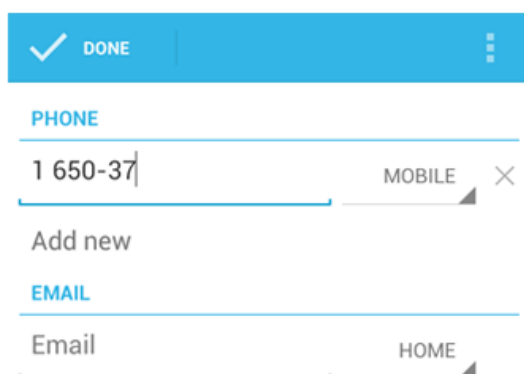 DONE
PHONE
1 650-37 MOBILE
Add new
EMAIL
Email HOME